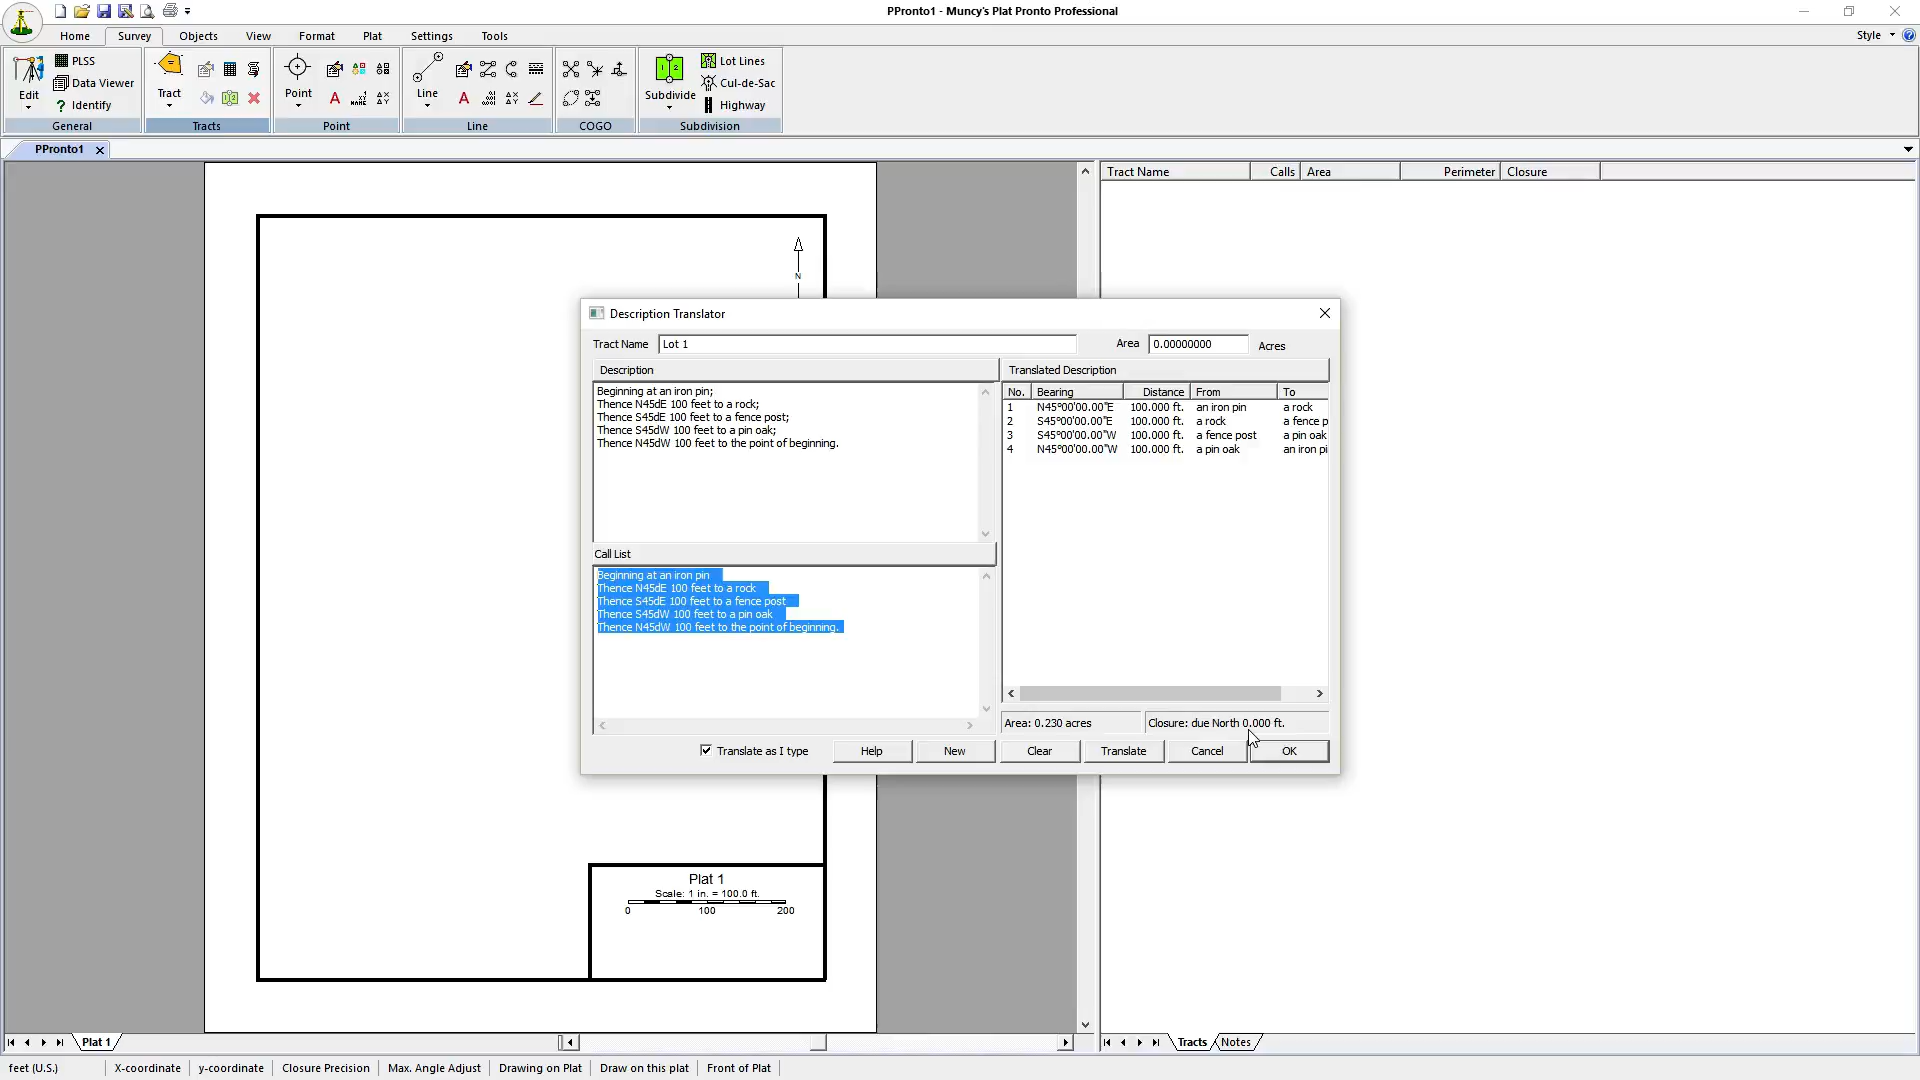 PPronto1 - Muncy's Plat Pronto Professional
Home Survey Objects View Format Plat Settings Tools
Style
Edit
PLSS
Data Viewer
Identify
General
Tract
Tracts
Point
Point
Line
Line
COGO
Subdivide
Lot Lines
Cul-de-Sac
Highway
Subdivision
PPronto1
Tract Name Calls Area Perimeter Closure
N
Description Translator
Tract Name Lot 1 Area 0.00000000 Acres
Description
Beginning at an iron pin;
Thence N45dE 100 feet to a rock;
Thence S45dE 100 feet to a fence post;
Thence S45dW 100 feet to a pin oak;
Thence N45dW 100 feet to the point of beginning.
Call List
Beginning at an iron pin
Thence N45dE 100 feet to a rock
Thence S45dE 100 feet to a fence post
Thence S45dW 100 feet to a pin oak
Thence N45dW 100 feet to the point of beginning.
Translated Description
No. Bearing Distance From To
1 N45°00'00.00"E 100.000 ft. an iron pin a rock
2 S45°00'00.00"E 100.000 ft. a rock a fence p
3 S45°00'00.00"W 100.000 ft. a fence post a pin oak
4 N45°00'00.00"W 100.000 ft. a pin oak an iron pi
Area: 0.230 acres Closure: due North 0.000 ft.
Translate as I type Help New Clear Translate Cancel OK
Plat 1
Scale: 1 in. = 100.0 ft.
0 100 200
Plat 1
Tracts Notes
feet (U.S.) X-coordinate y-coordinate Closure Precision Max. Angle Adjust Drawing on Plat Draw on this plat Front of Plat